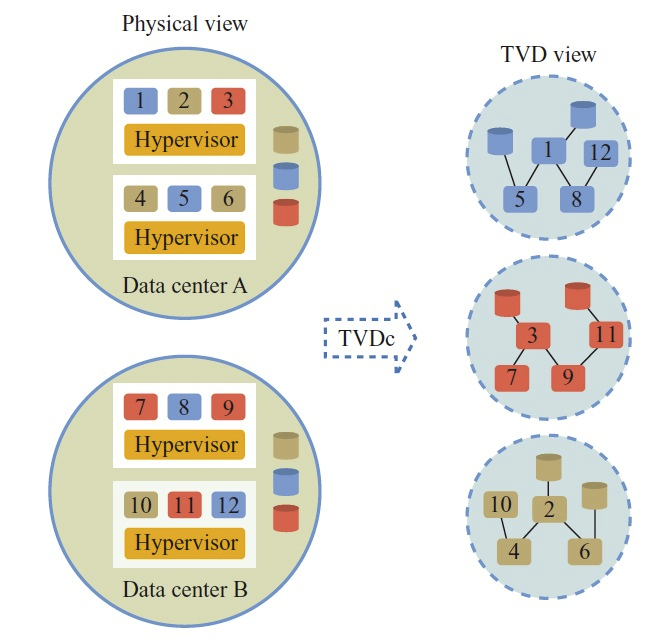 Physical view
1 2 3
Hypervisor
4 5 6
Hypervisor
Data center A
7 8 9
Hypervisor
10 11 12
Hypervisor
Data center B
TVDc
TVD view
1 12
5 8
3 11
7 9
10 2
4 6